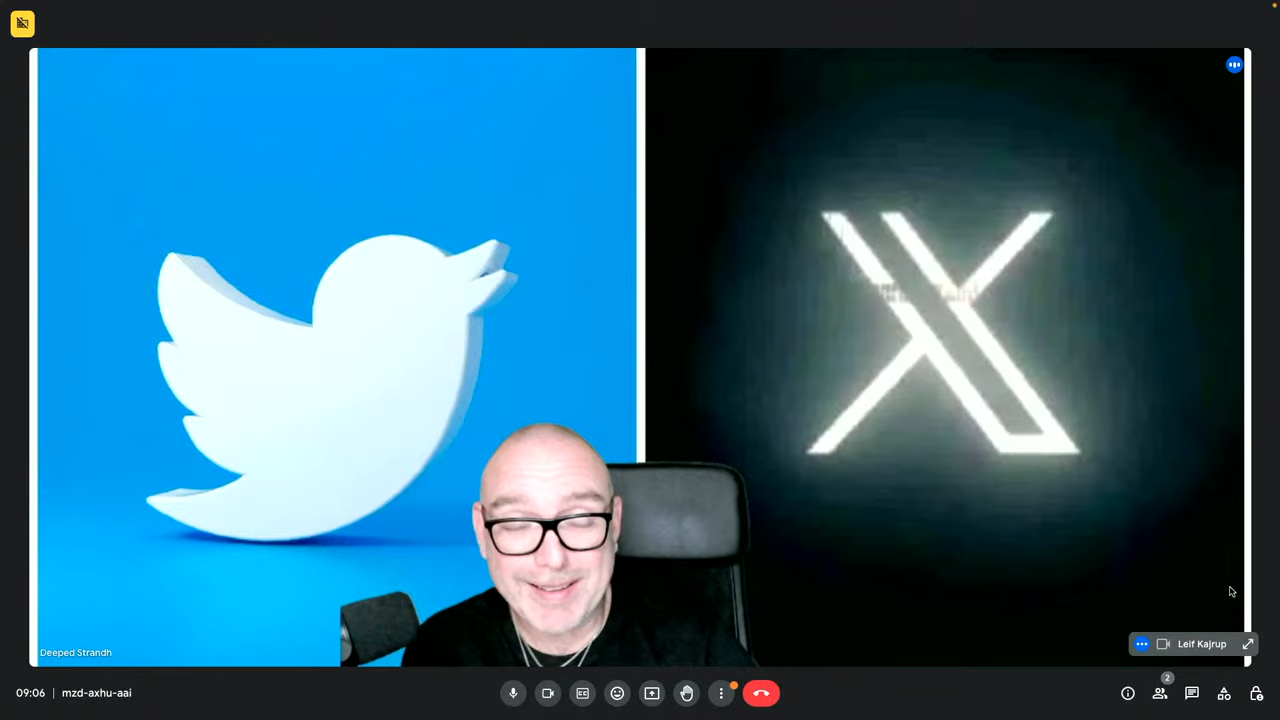 Deeped Strandh
Leif Kajrup
09:06
mzd-axhu-aai
2